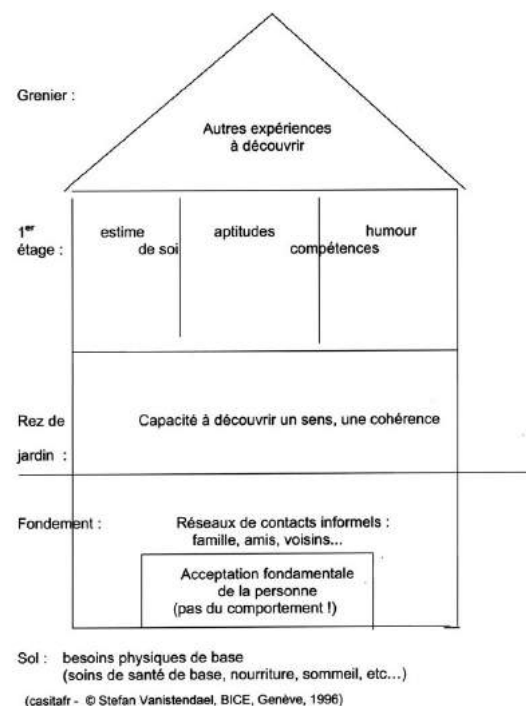 Grenier :
Autres expériences
à découvrir
1er
étage :
estime
de soi
aptitudes
compétences
humour
Rez de
jardin :
Capacité à découvrir un sens, une cohérence
Fondement :
Réseaux de contacts informels :
famille, amis, voisins...
Acceptation fondamentale
de la personne
(pas du comportement !)
Sol : besoins physiques de base
(soins de santé de base, nourriture, sommeil, etc...)
(casitafr - © Stefan Vanistendael, BICE, Genève, 1996)